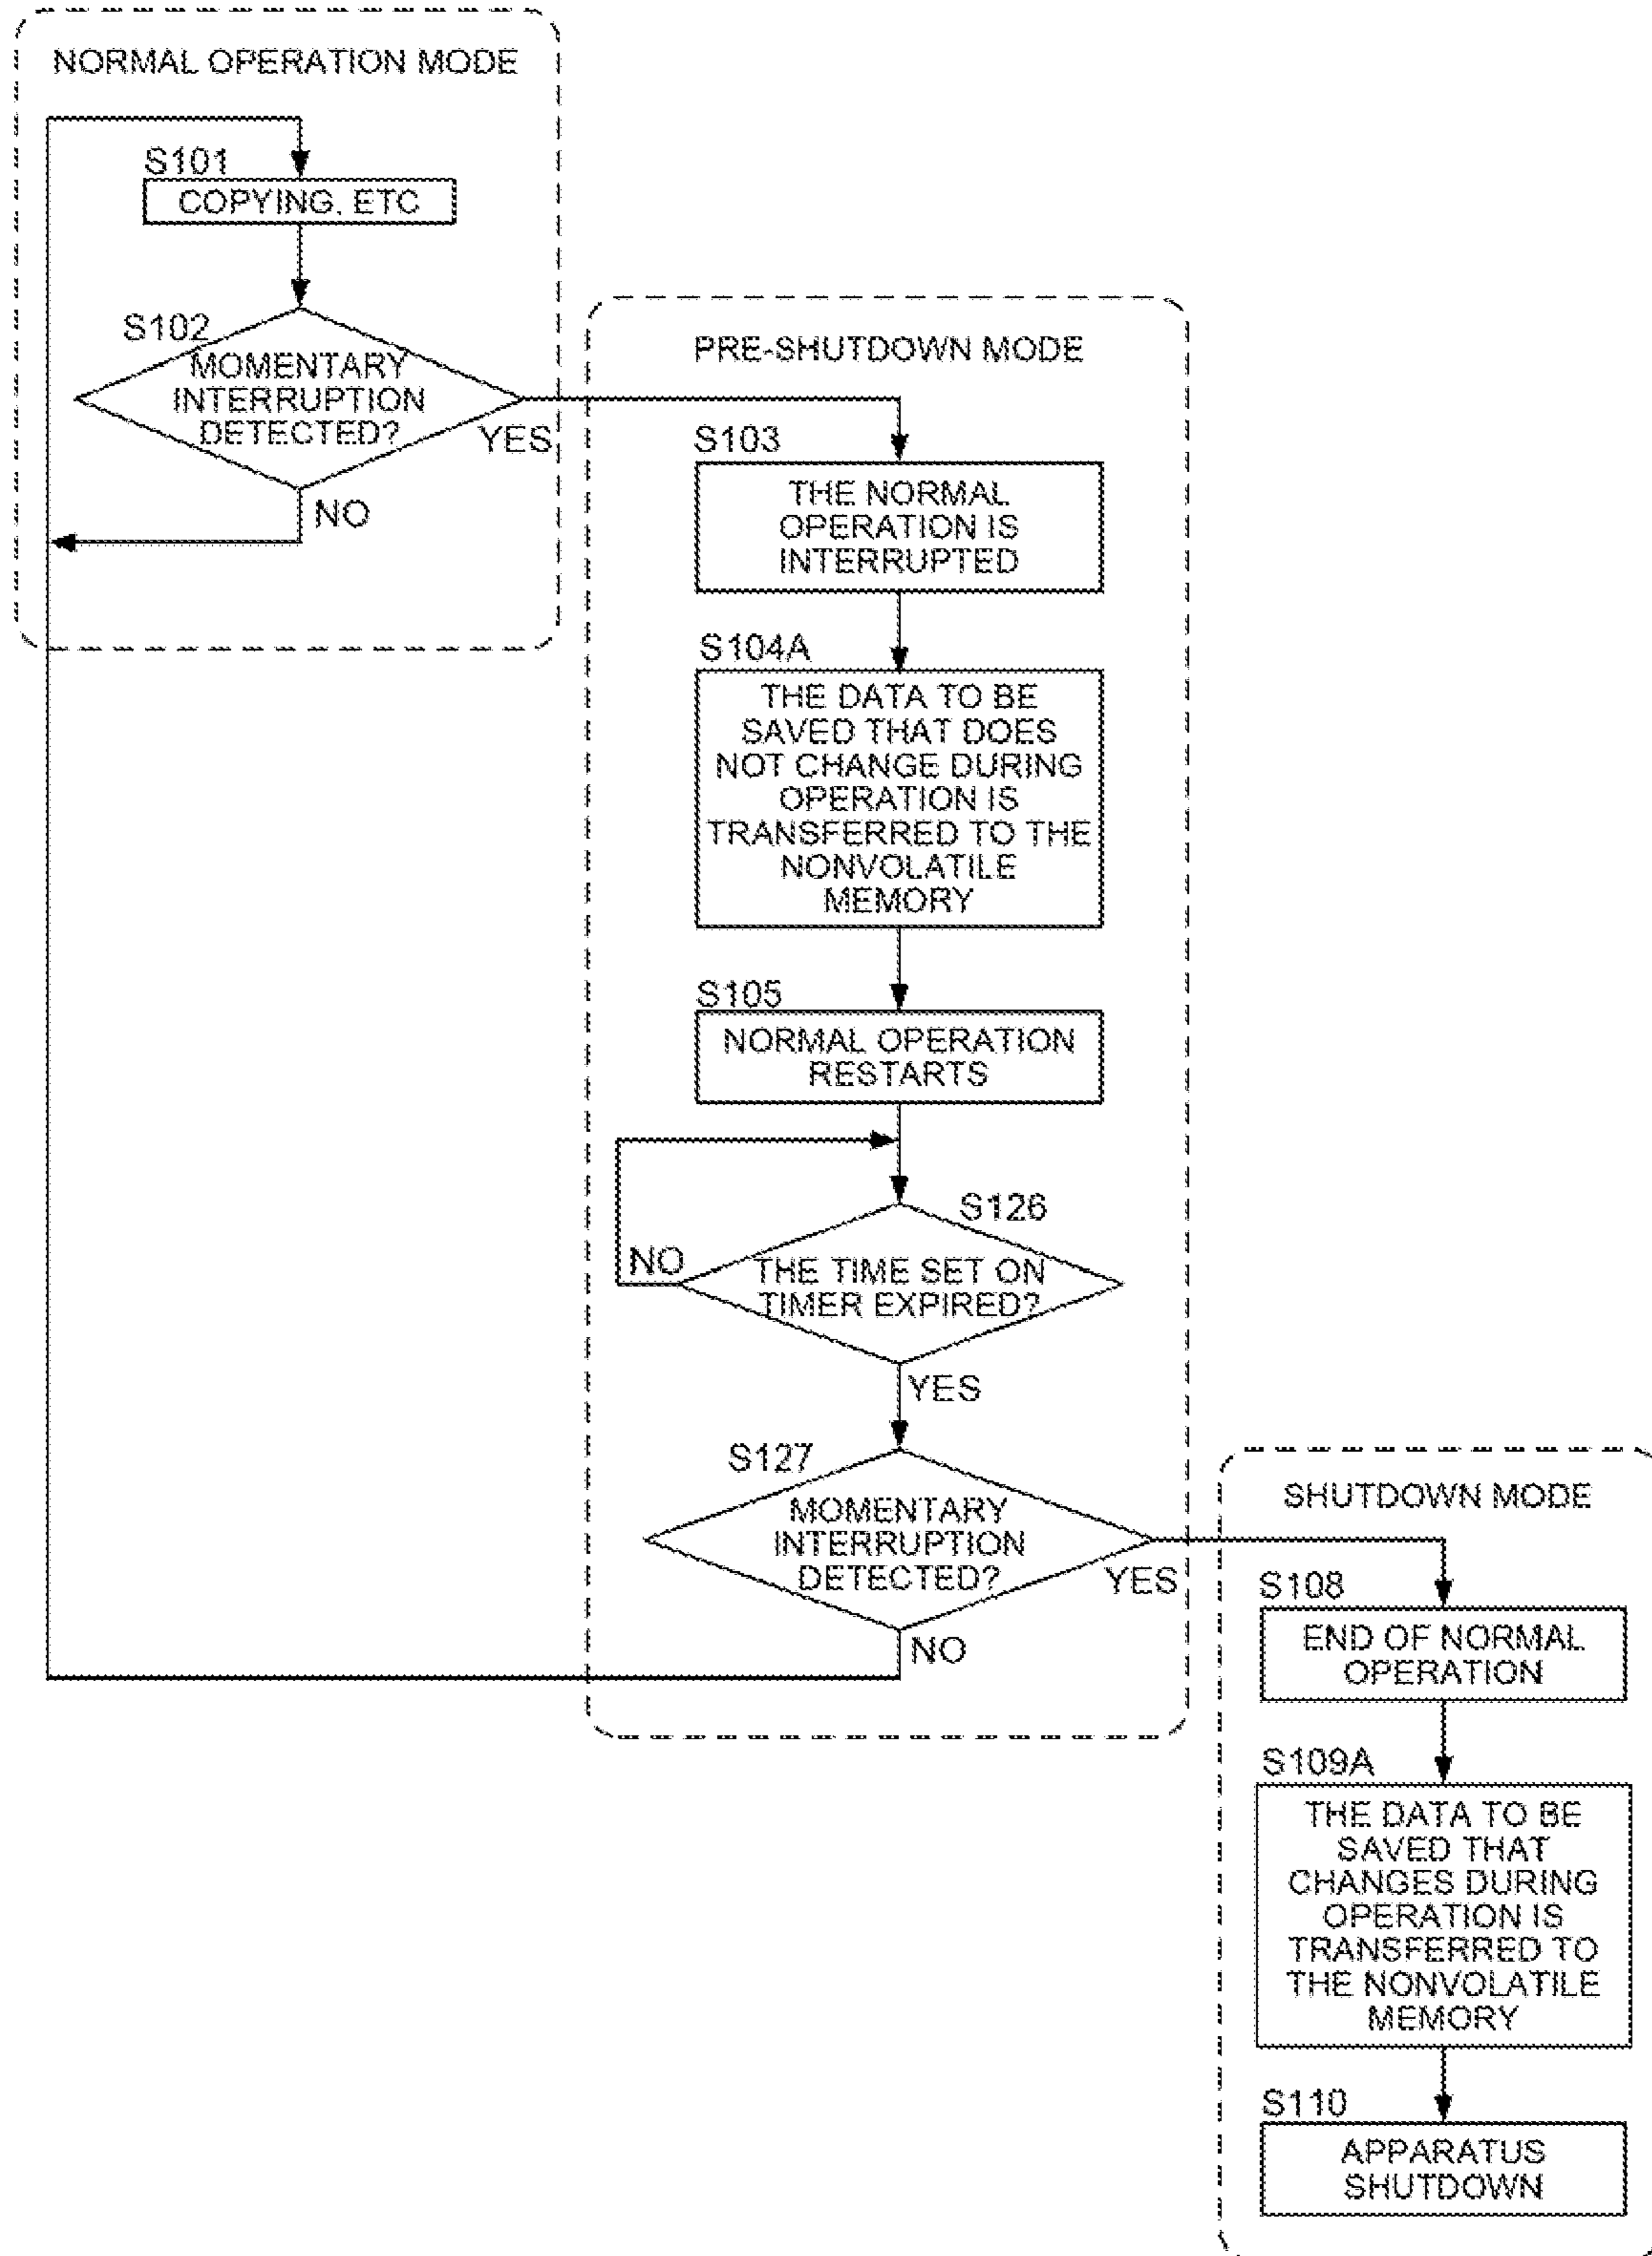 NORMAL OPERATION MODE
S101
COPYING, ETC
S102
MOMENTARY
INTERRUPTION
DETECTED?
YES
NO
PRE-SHUTDOWN MODE
S103
THE NORMAL
OPERATION IS
INTERRUPTED
S104A
THE DATA TO BE
SAVED THAT DOES
NOT CHANGE DURING
OPERATION IS
TRANSFERRED TO THE
NONVOLATILE
MEMORY
S105
NORMAL OPERATION
RESTARTS
S126
NO
THE TIME SET ON
TIMER EXPIRED?
YES
S127
MOMENTARY
INTERRUPTION
DETECTED?
YES
NO
SHUTDOWN MODE
S108
END OF NORMAL
OPERATION
S109A
THE DATA TO BE
SAVED THAT
CHANGES DURING
OPERATION IS
TRANSFERRED TO
THE NONVOLATILE
MEMORY
S110
APPARATUS
SHUTDOWN